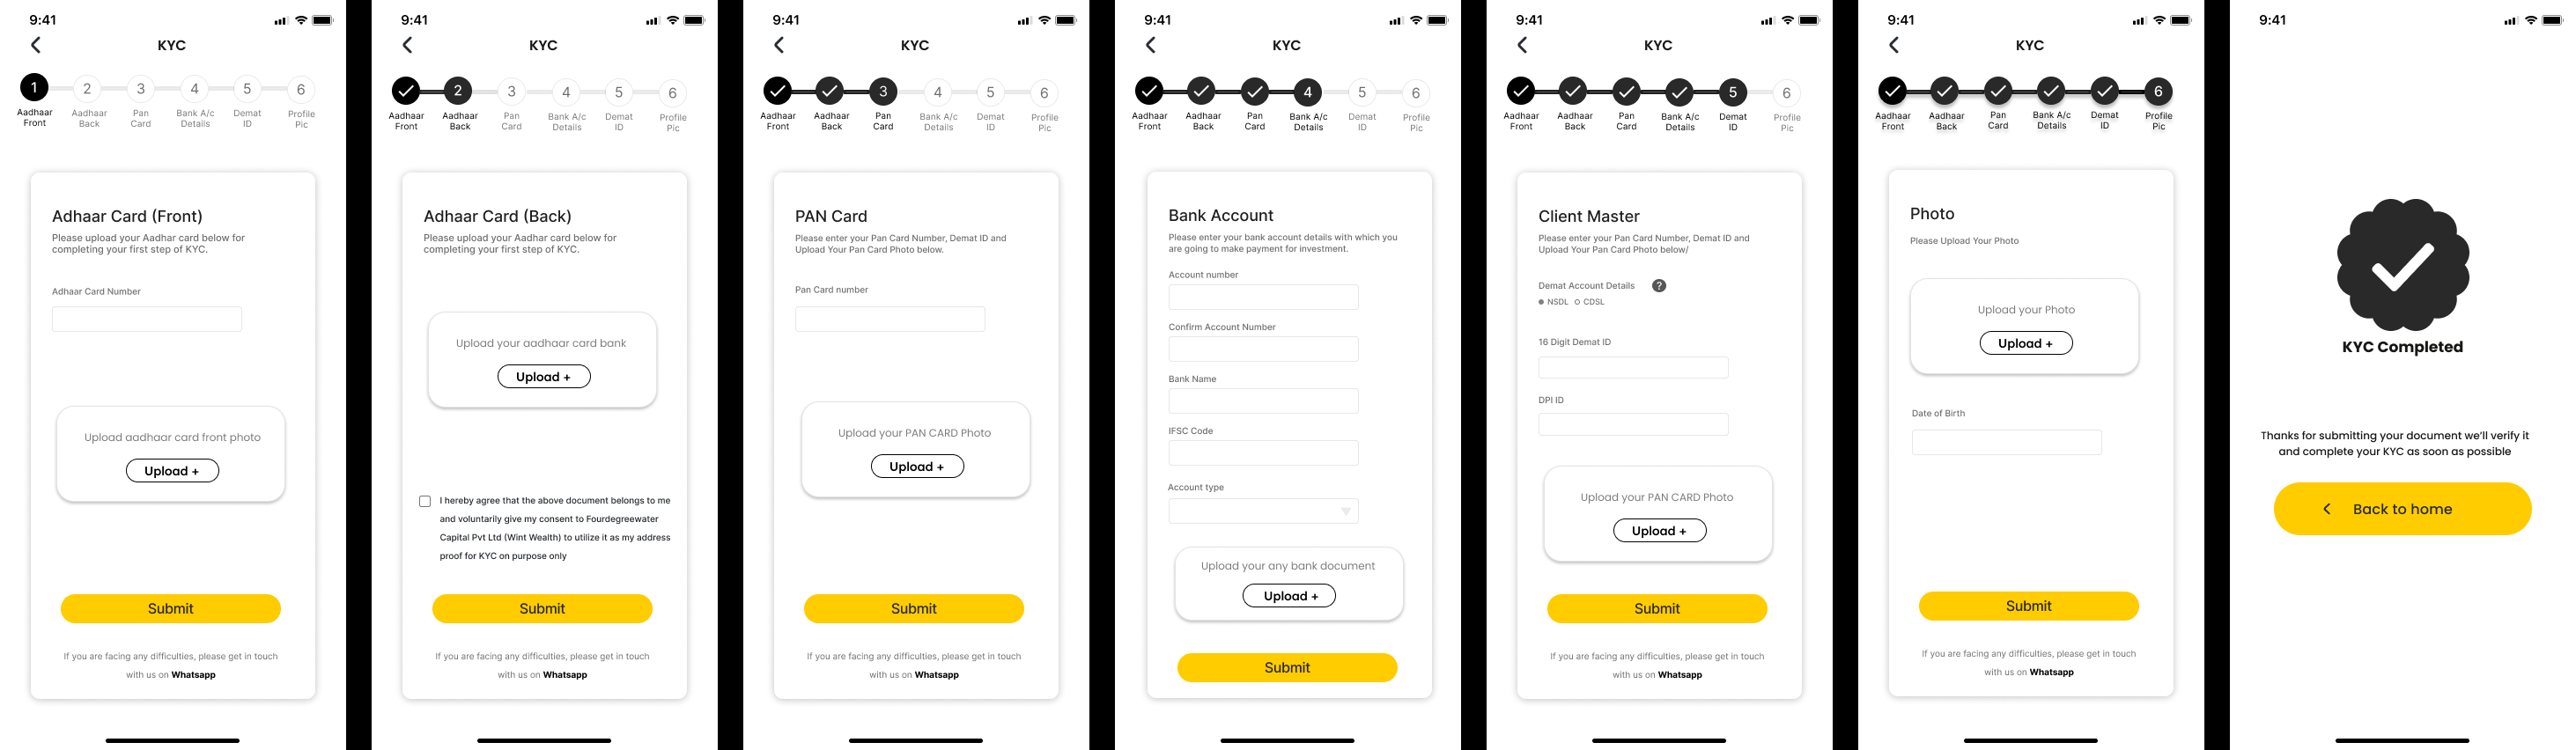 9:41
KYC
1 2 3 4 5 6
Aadhaar Front
Aadhaar Back
Pan Card
Bank A/c Details
Demat ID
Profile Pic
Adhaar Card (Front)
Please upload your Aadhar card below for
completing your first step of KYC.
Adhaar Card Number
Upload aadhaar card front photo
Upload +
Submit
If you are facing any difficulties, please get in touch
with us on Whatsapp
9:41
KYC
2 3 4 5 6
Aadhaar Front
Aadhaar Back
Pan Card
Bank A/c Details
Demat ID
Profile Pic
Adhaar Card (Back)
Please upload your Aadhar card below for
completing your first step of KYC.
Upload your aadhaar card bank
Upload +
I hereby agree that the above document belongs to me
and voluntarily give my consent to Fourdegreewater
Capital Pvt Ltd (Wint Wealth) to utilize it as my address
proof for KYC on purpose only
Submit
If you are facing any difficulties, please get in touch
with us on Whatsapp
9:41
KYC
3 4 5 6
Aadhaar Front
Aadhaar Back
Pan Card
Bank A/c Details
Demat ID
Profile Pic
PAN Card
Please enter your Pan Card Number, Demat ID and
Upload Your Pan Card Photo below.
Pan Card number
Upload your PAN CARD Photo
Upload +
Submit
If you are facing any difficulties, please get in touch
with us on Whatsapp
9:41
KYC
4 5 6
Aadhaar Front
Aadhaar Back
Pan Card
Bank A/c Details
Demat ID
Profile Pic
Bank Account
Please enter your bank account details with which you
are going to make payment for investment.
Account number
Confirm Account Number
Bank Name
IFSC Code
Account type
Upload your any bank document
Upload +
Submit
9:41
KYC
5 6
Aadhaar Front
Aadhaar Back
Pan Card
Bank A/c Details
Demat ID
Profile Pic
Client Master
Please enter your Pan Card Number, Demat ID and
Upload Your Pan Card Photo below/
Demat Account Details ?
NSDL CDSL
16 Digit Demat ID
DPI ID
Upload your PAN CARD Photo
Upload +
Submit
If you are facing any difficulties, please get in touch
with us on Whatsapp
9:41
KYC
6
Aadhaar Front
Aadhaar Back
Pan Card
Bank A/c Details
Demat ID
Profile Pic
Photo
Please Upload Your Photo
Upload your Photo
Upload +
Date of Birth
Submit
If you are facing any difficulties, please get in touch
with us on Whatsapp
9:41
KYC Completed
Thanks for submitting your document we'll verify it
and complete your KYC as soon as possible
Back to home